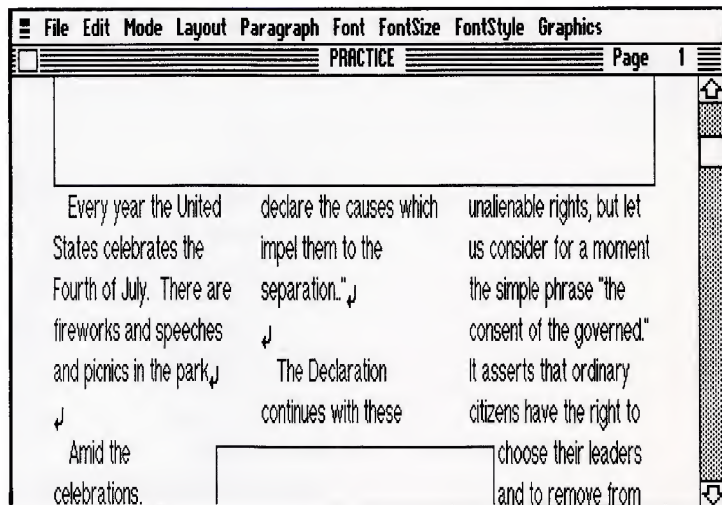 File Edit Mode Layout Paragraph Font FontSize FontStyle Graphics
PRACTICE Page 1
Every year the United
States celebrates the
Fourth of July. There are
fireworks and speeches
and picnics in the park↵
↵
Amid the
celebrations.
declare the causes which
impel them to the
separation."↵
↵
The Declaration
continues with these
unalienable rights, but let
us consider for a moment
the simple phrase "the
consent of the governed."
It asserts that ordinary
citizens have the right to
choose their leaders
and to remove from